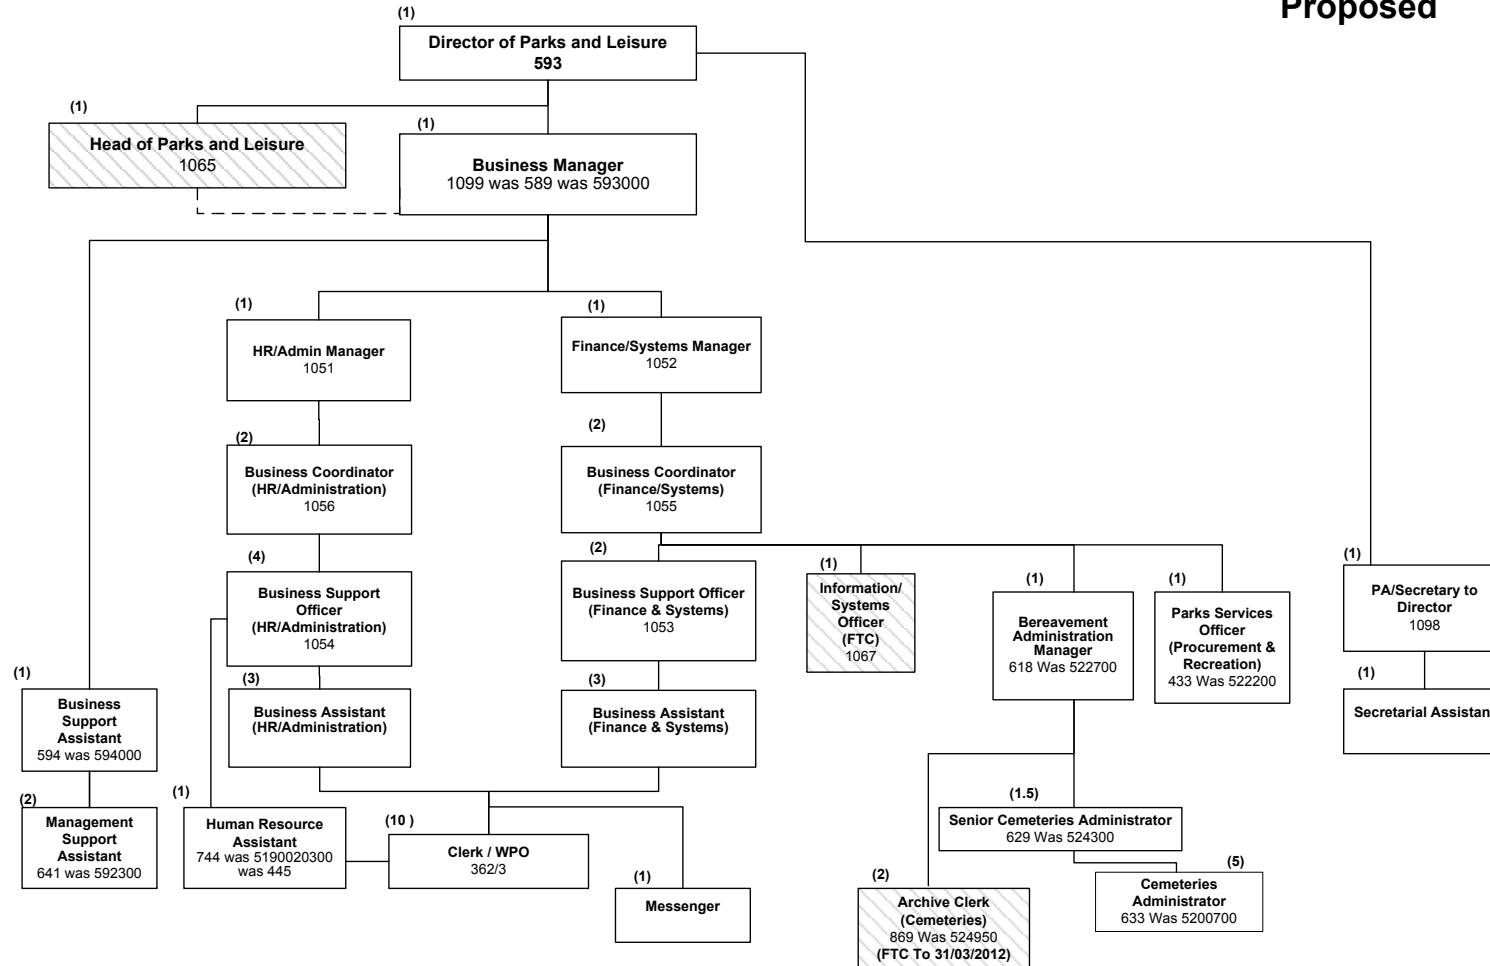 Proposed
(1)
Director of Parks and Leisure
593
(1)
Head of Parks and Leisure
1065
(1)
Business Manager
1099 was 589 was 593000
(1)
HR/Admin Manager
1051
(1)
Finance/Systems Manager
1052
(2)
Business Coordinator
(HR/Administration)
1056
(2)
Business Coordinator
(Finance/Systems)
1055
(4)
Business Support
Officer
(HR/Administration)
1054
(2)
Business Support Officer
(Finance & Systems)
1053
(1)
Information/
Systems
Officer
(FTC)
1067
(1)
Bereavement
Administration
Manager
618 Was 522700
(1)
Parks Services
Officer
(Procurement &
Recreation)
433 Was 522200
(1)
PA/Secretary to
Director
1098
(1)
Secretarial Assistan
(1)
Business
Support
Assistant
594 was 594000
(3)
Business Assistant
(HR/Administration)
(3)
Business Assistant
(Finance & Systems)
(2)
Management
Support
Assistant
641 was 592300
(1)
Human Resource
Assistant
744 was 5190020300
was 445
(10 )
Clerk / WPO
362/3
(1)
Messenger
(1.5)
Senior Cemeteries Administrator
629 Was 524300
(2)
Archive Clerk
(Cemeteries)
869 Was 524950
(FTC To 31/03/2012)
(5)
Cemeteries
Administrator
633 Was 5200700